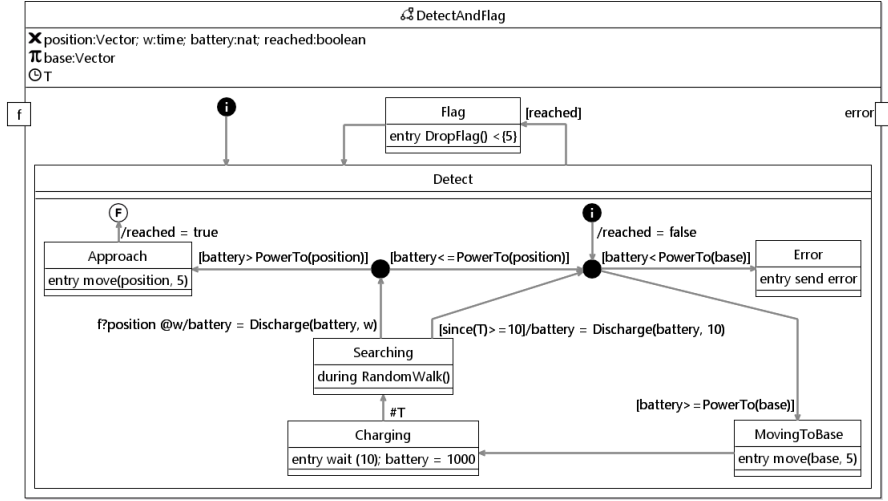 DetectAndFlag
position:Vector; w:time; battery:nat; reached:boolean
π base:Vector
T
f
error
i
Flag
entry DropFlag() <{5}
[reached]
Detect
F
/reached = true
i
/reached = false
Approach
entry move(position, 5)
[battery> PowerTo(position)]
[battery<=PowerTo(position)]
[battery<PowerTo(base)]
Error
entry send error
f?position @w/battery = Discharge(battery, w)
[since(T)>=10]/battery = Discharge(battery, 10)
Searching
during RandomWalk()
#T
[battery>=PowerTo(base)]
Charging
entry wait (10); battery = 1000
MovingToBase
entry move(base, 5)